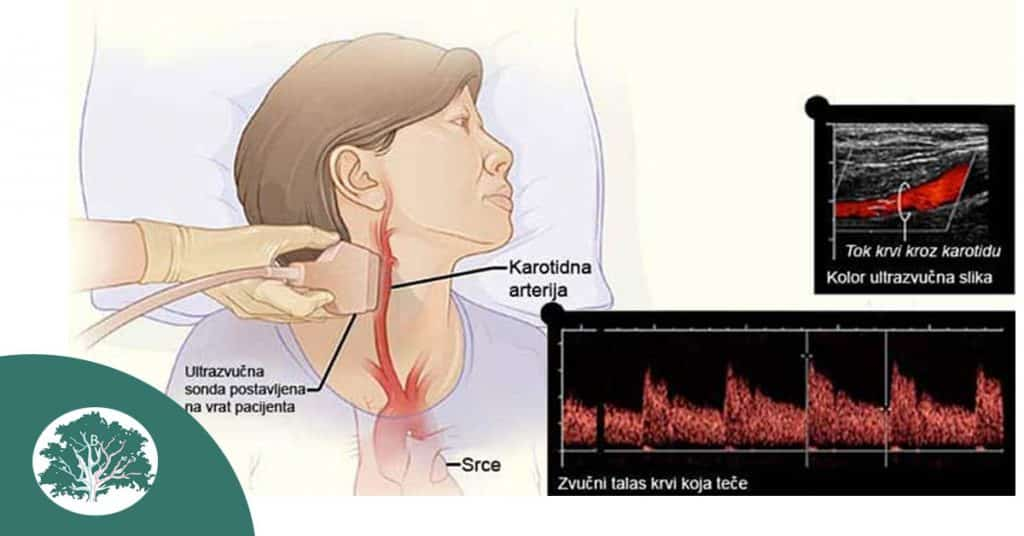 Karotidna
arterija
Ultrazvučna
sonda postavljena
na vrat pacijenta
Srce
Tok krvi kroz karotidu
Kolor ultrazvučna slika
Zvučni talas krvi koja teče
B